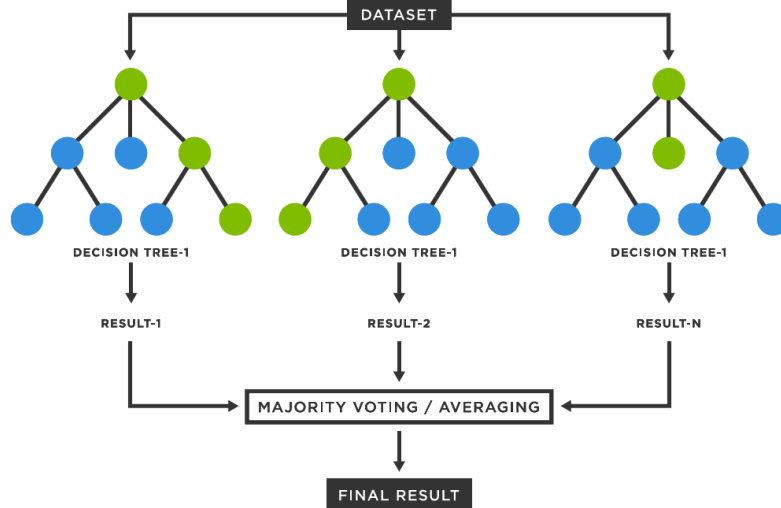 DATASET
DECISION TREE-1
DECISION TREE-1
DECISION TREE-1
RESULT-1
RESULT-2
RESULT-N
MAJORITY VOTING / AVERAGING
FINAL RESULT